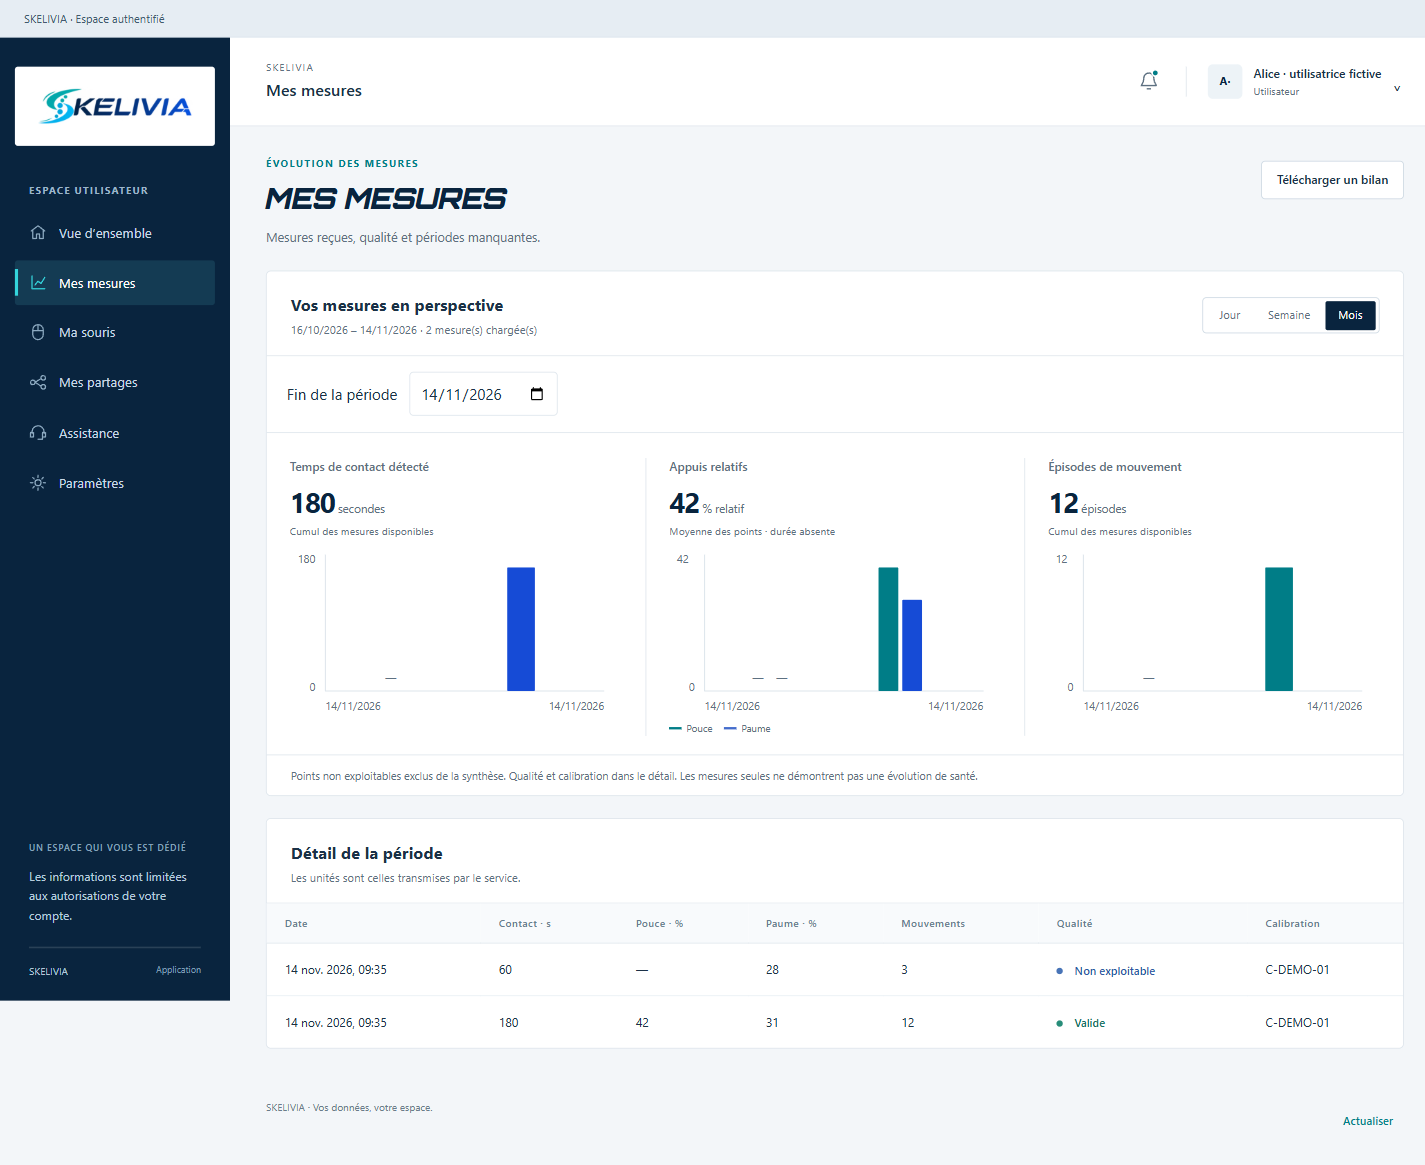 SKELIVIA · Espace authentifié
SKELIVIA
ESPACE UTILISATEUR
Vue d'ensemble
Mes mesures
Ma souris
Mes partages
Assistance
Paramètres
UN ESPACE QUI VOUS EST DÉDIÉ
Les informations sont limitées
aux autorisations de votre
compte.
SKELIVIA Application
SKELIVIA
Mes mesures
A·
Alice · utilisatrice fictive
Utilisateur
ÉVOLUTION DES MESURES
MES MESURES
Mesures reçues, qualité et périodes manquantes.
Télécharger un bilan
Vos mesures en perspective
16/10/2026 – 14/11/2026 · 2 mesure(s) chargée(s)
Jour Semaine Mois
Fin de la période 14/11/2026
Temps de contact détecté
180 secondes
Cumul des mesures disponibles
180
—
0
14/11/2026 14/11/2026
Appuis relatifs
42 % relatif
Moyenne des points · durée absente
42
— —
0
14/11/2026 14/11/2026
Pouce Paume
Épisodes de mouvement
12 épisodes
Cumul des mesures disponibles
12
—
0
14/11/2026 14/11/2026
Points non exploitables exclus de la synthèse. Qualité et calibration dans le détail. Les mesures seules ne démontrent pas une évolution de santé.
Détail de la période
Les unités sont celles transmises par le service.
Date Contact · s Pouce · % Paume · % Mouvements Qualité Calibration
14 nov. 2026, 09:35 60 — 28 3 Non exploitable C-DEMO-01
14 nov. 2026, 09:35 180 42 31 12 Valide C-DEMO-01
SKELIVIA · Vos données, votre espace.
Actualiser